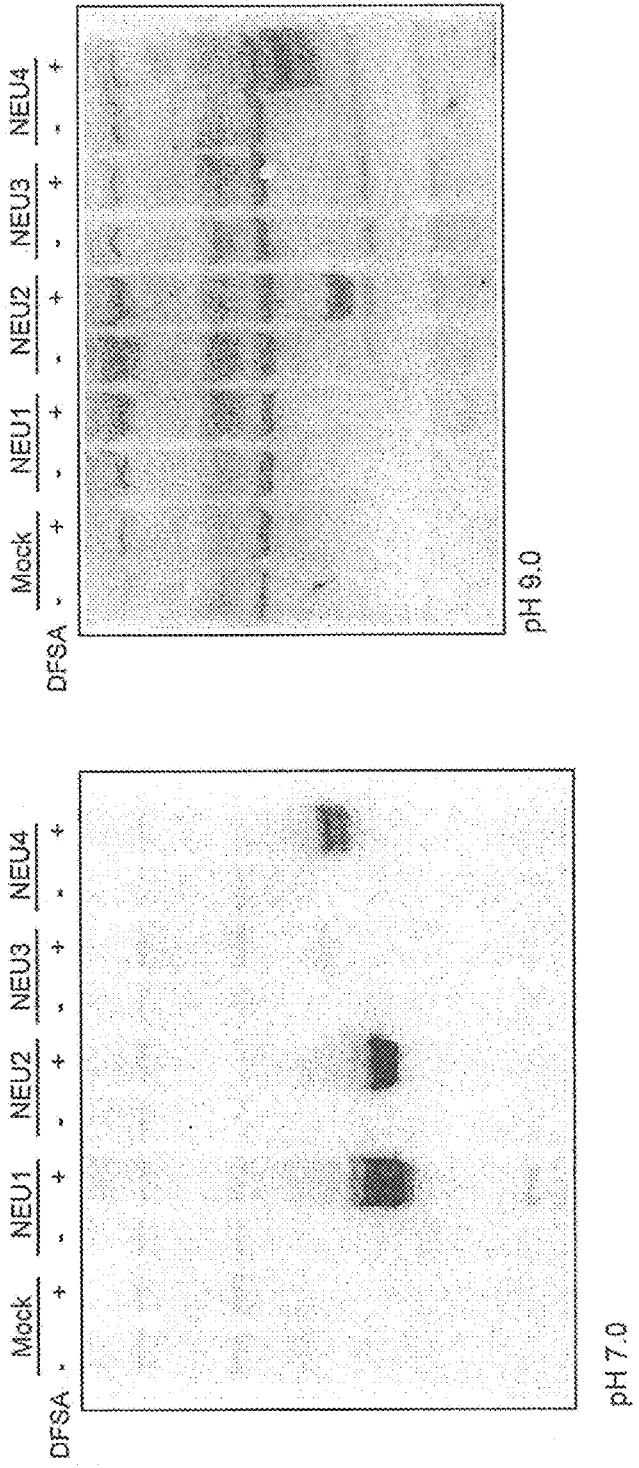 Mock NEU1 NEU2 NEU3 NEU4
DFSA - + - + - + - + - +
pH 7.0
Mock NEU1 NEU2 NEU3 NEU4
DFSA - + - + - + - + - +
pH 9.0